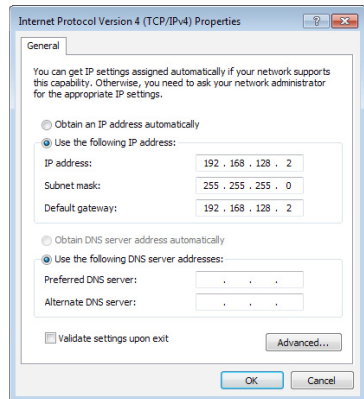 Internet Protocol Version 4 (TCP/IPv4) Properties
General
You can get IP settings assigned automatically if your network supports
this capability. Otherwise, you need to ask your network administrator
for the appropriate IP settings.
Obtain an IP address automatically
Use the following IP address:
IP address: 192 . 168 . 128 . 2
Subnet mask: 255 . 255 . 255 . 0
Default gateway: 192 . 168 . 128 . 2
Obtain DNS server address automatically
Use the following DNS server addresses:
Preferred DNS server: . . .
Alternate DNS server: . . .
Validate settings upon exit
Advanced...
OK Cancel